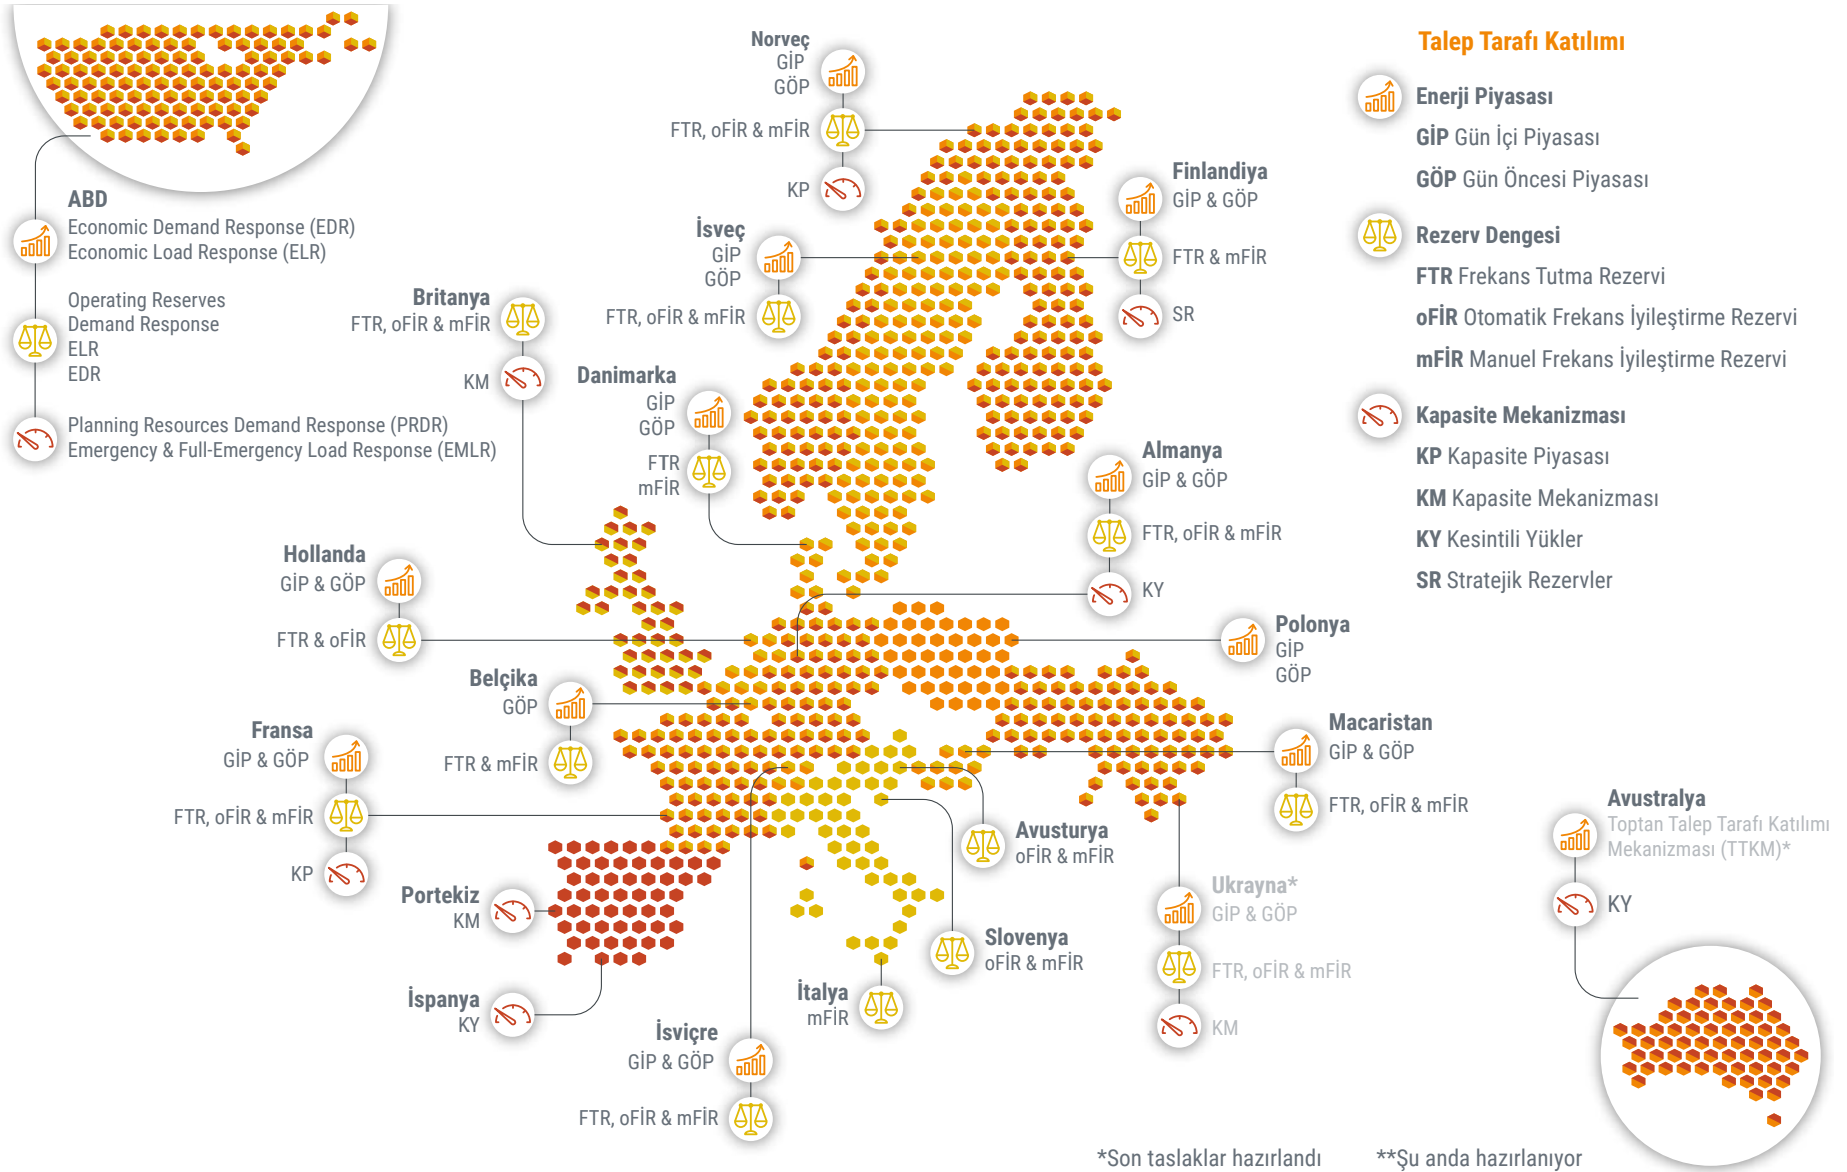 Talep Tarafı Katılımı
Enerji Piyasası
GİP Gün İçi Piyasası
GÖP Gün Öncesi Piyasası
Rezerv Dengesi
FTR Frekans Tutma Rezervi
oFİR Otomatik Frekans İyileştirme Rezervi
mFİR Manuel Frekans İyileştirme Rezervi
Kapasite Mekanizması
KP Kapasite Piyasası
KM Kapasite Mekanizması
KY Kesintili Yükler
SR Stratejik Rezervler
ABD
Economic Demand Response (EDR)
Economic Load Response (ELR)
Operating Reserves
Demand Response
ELR
EDR
Planning Resources Demand Response (PRDR)
Emergency & Full-Emergency Load Response (EMLR)
Norveç
GİP
GÖP
FTR, oFİR & mFİR
KP
Finlandiya
GİP & GÖP
FTR & mFİR
SR
İsveç
GİP
GÖP
FTR, oFİR & mFİR
Britanya
FTR, oFİR & mFİR
KM
Danimarka
GİP
GÖP
FTR
mFİR
Almanya
GİP & GÖP
FTR, oFİR & mFİR
KY
Hollanda
GİP & GÖP
FTR & oFİR
Polonya
GİP
GÖP
Belçika
GÖP
FTR & mFİR
Fransa
GİP & GÖP
FTR, oFİR & mFİR
KP
Macaristan
GİP & GÖP
FTR, oFİR & mFİR
Avusturya
oFİR & mFİR
Avustralya
Toptan Talep Tarafı Katılımı
Mekanizması (TTKM)*
KY
Portekiz
KM
Ukrayna*
GİP & GÖP
FTR, oFİR & mFİR
KM
Slovenya
oFİR & mFİR
İspanya
KY
İtalya
mFİR
İsviçre
GİP & GÖP
FTR, oFİR & mFİR
*Son taslaklar hazırlandı
**Şu anda hazırlanıyor